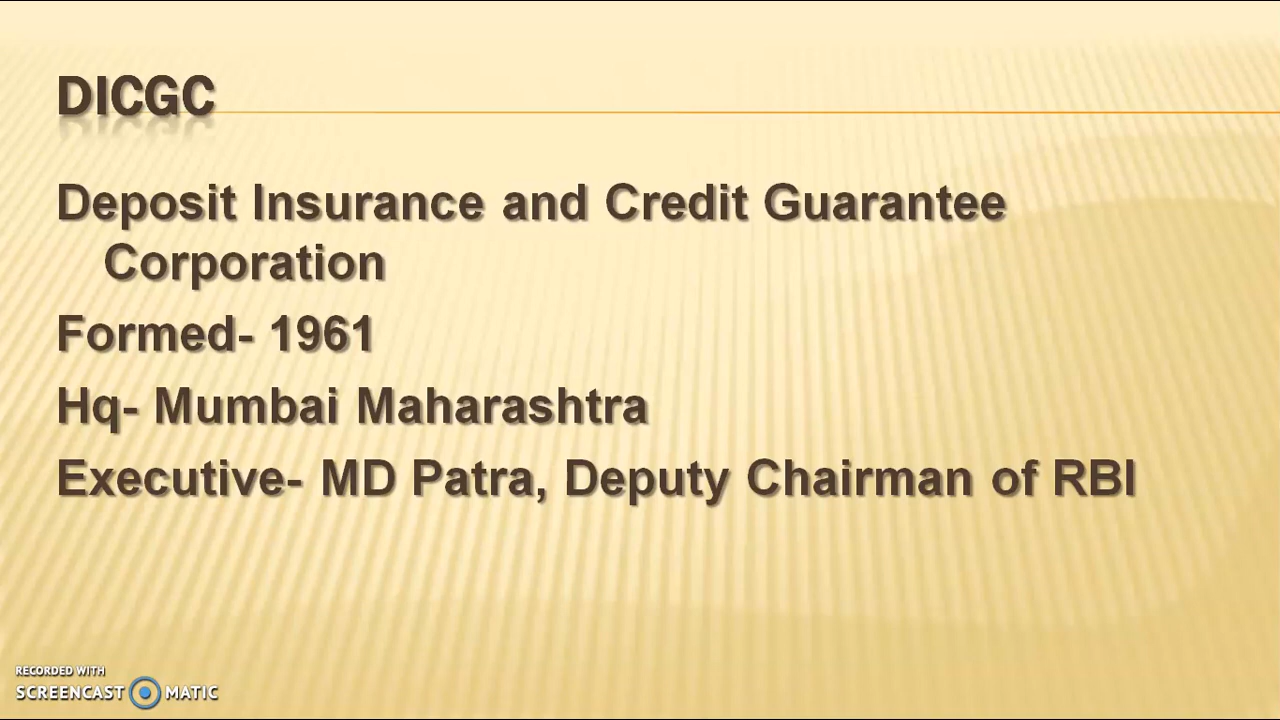 DICGC
Deposit Insurance and Credit Guarantee
Corporation
Formed- 1961
Hq- Mumbai Maharashtra
Executive- MD Patra, Deputy Chairman of RBI
RECORDED WITH
SCREENCAST MATIC